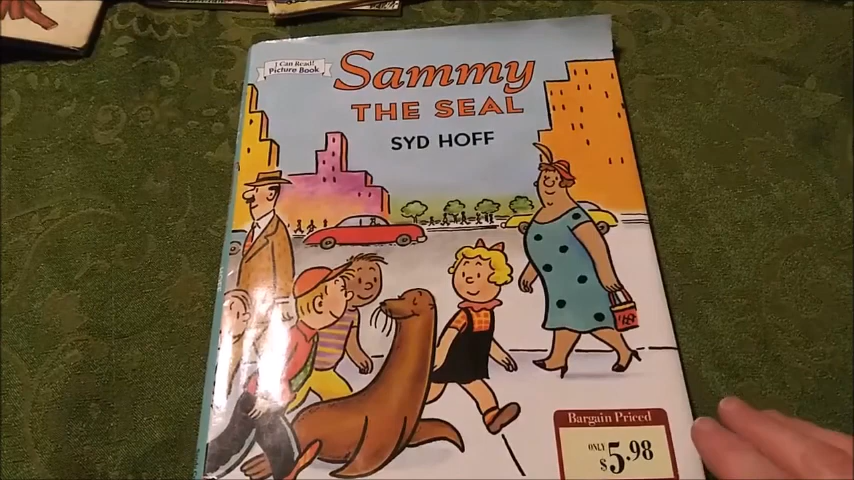 I Can Read!
Picture Book
Sammy
THE SEAL
SYD HOFF
Bargain Priced
ONLY
$5.98